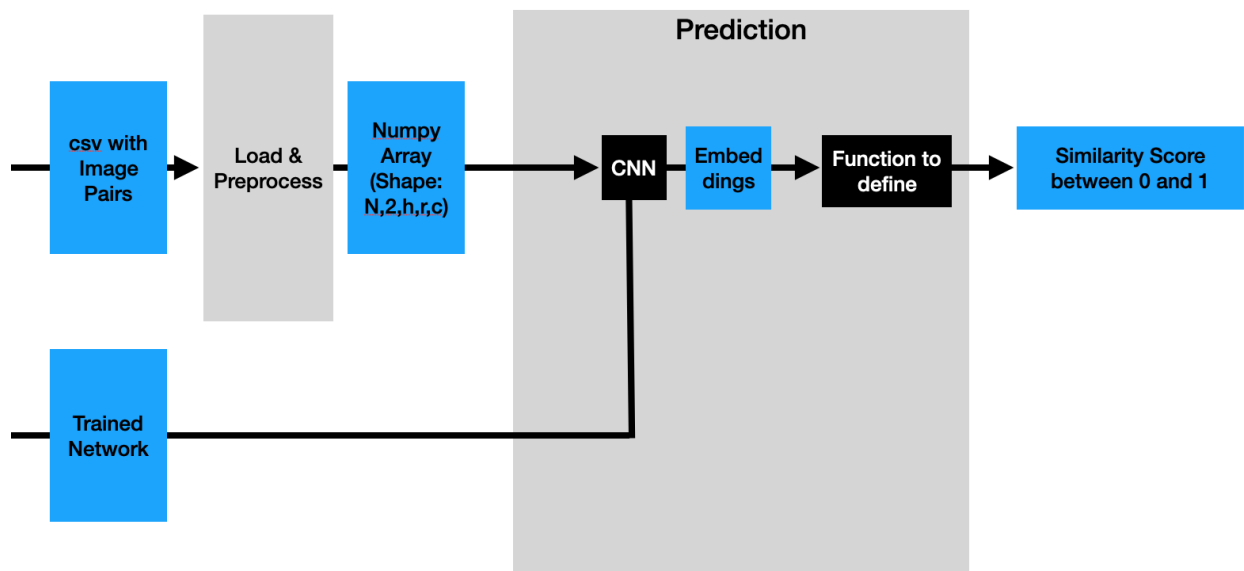 Prediction
csv with
Image
Pairs
Load &
Preprocess
Numpy
Array
(Shape:
N,2,h,r,c)
CNN
Embed
dings
Function to
define
Similarity Score
between 0 and 1
Trained
Network